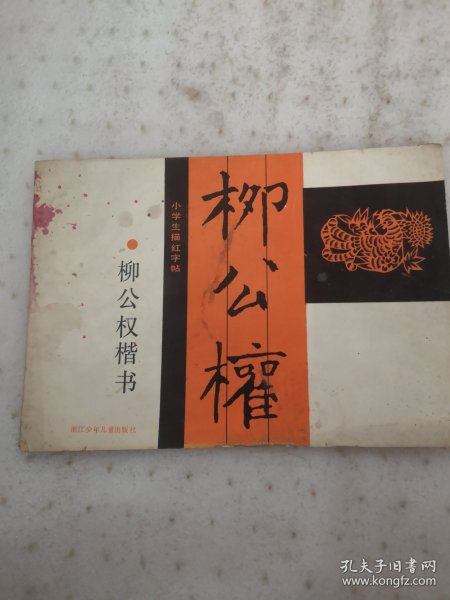 小学生描红字帖
柳公權
柳公权楷书
浙江少年儿童出版社
孔夫子旧书网
www.kongfz.com